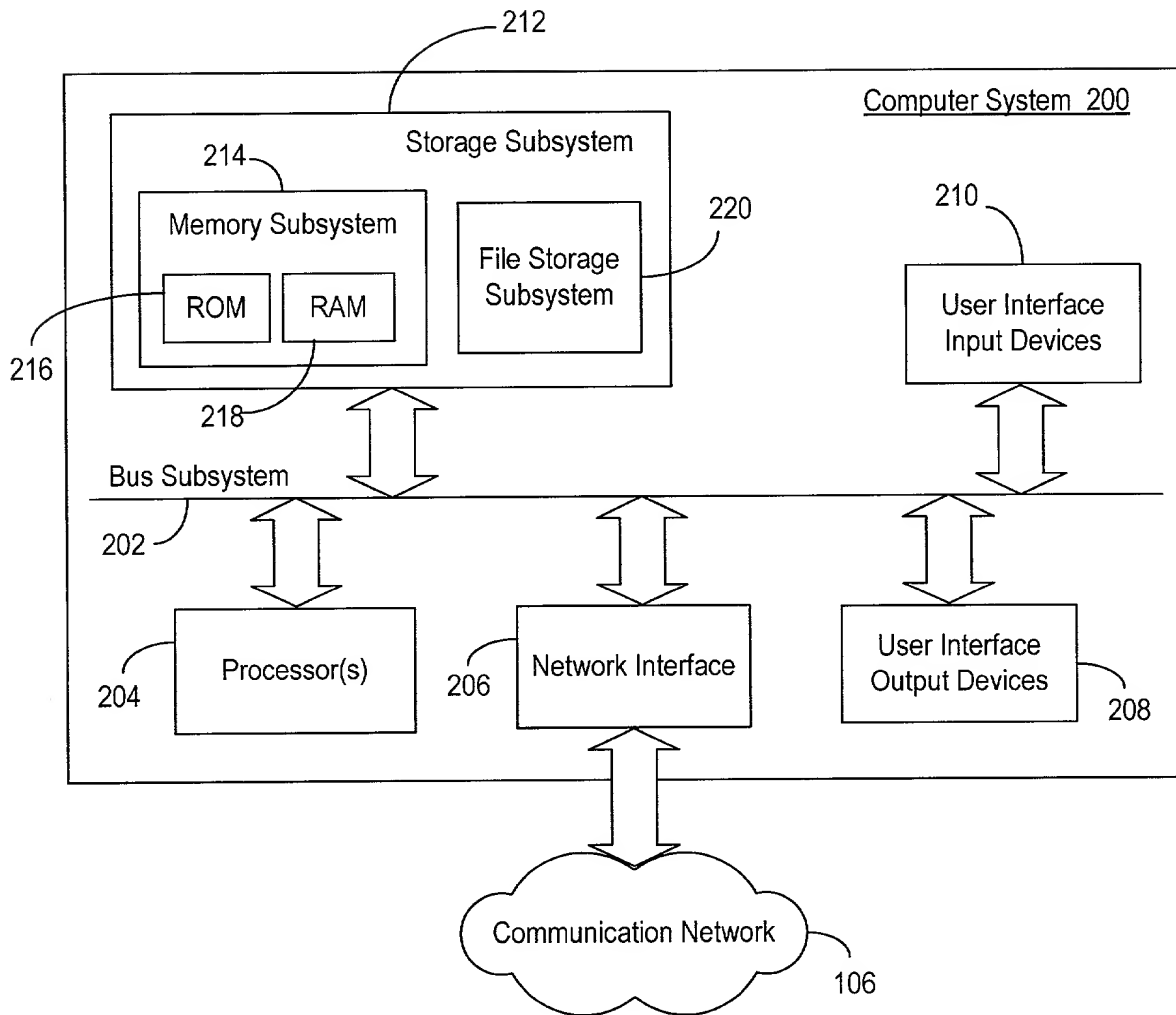 212
Computer System 200
Storage Subsystem
214
210
220
Memory Subsystem
File Storage
Subsystem
ROM
RAM
User Interface
Input Devices
216
218
Bus Subsystem
202
Processor(s)
Network Interface
User Interface
Output Devices
204
206
208
Communication Network
106